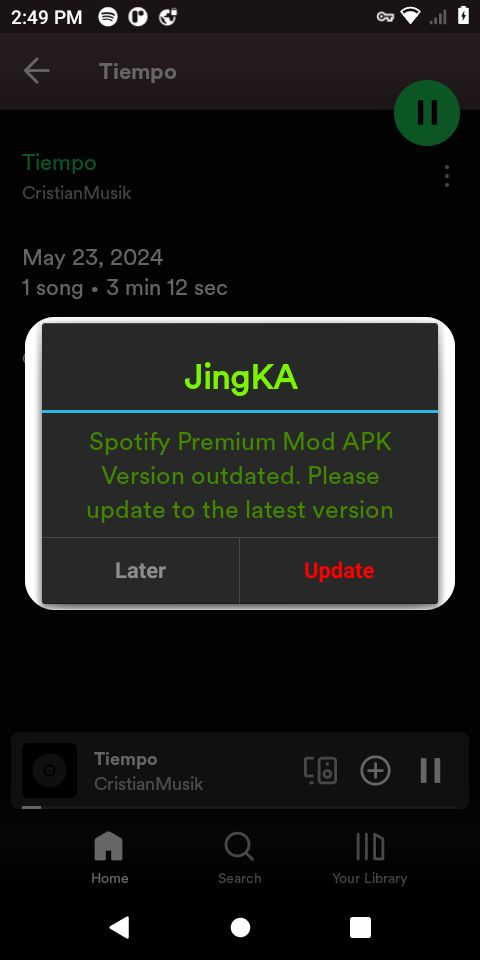 2:49 PM
Tiempo
Tiempo
CristianMusik
May 23, 2024
1 song • 3 min 12 sec
JingKA
Spotify Premium Mod APK
Version outdated. Please
update to the latest version
Later
Update
Tiempo
CristianMusik
Home
Search
Your Library